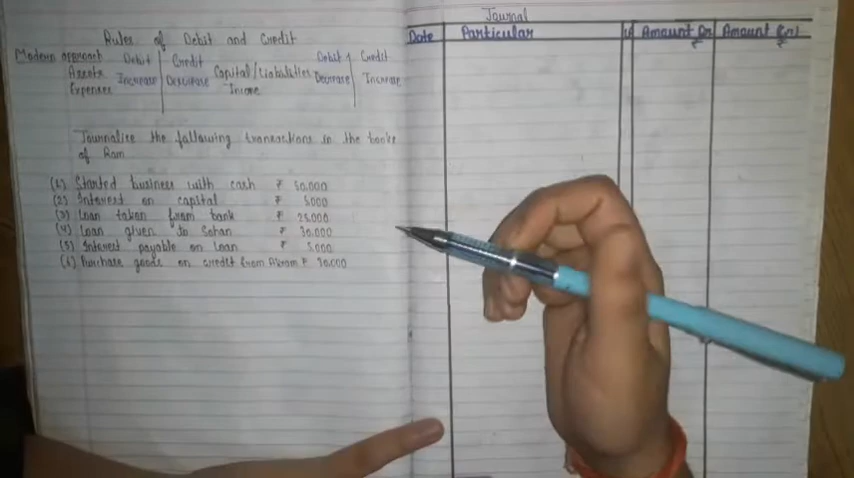 Rules of Debit and Credit
Modern approach Debit Credit Debit Credit
Assets Increase Decrease Capital/Liabilities Decrease Increase
Expenses Income
Journalise the following transactions in the books
of Ram
(1) Started business with cash ₹ 50,000
(2) Interest on capital ₹ 5000
(3) Loan taken from bank ₹ 25,000
(4) Loan given to Sohan ₹ 30,000
(5) Interest payable on Loan ₹ 5,000
(6) Purchase goods on credit from ₹ 30,000
Journal
Date Particular Amount Dr Amount Cr
₹ ₹